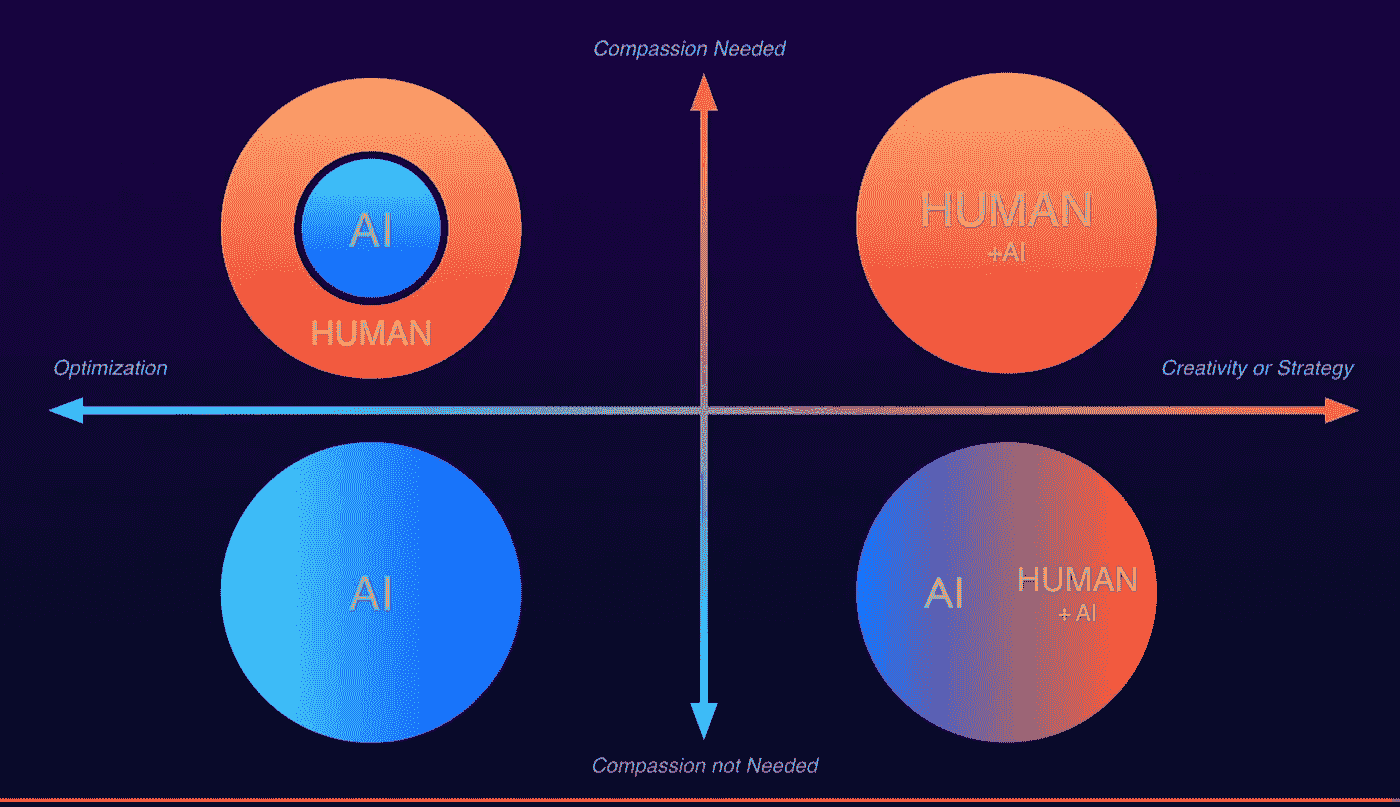 Compassion Needed
HUMAN
+AI
AI
HUMAN
Optimization
Creativity or Strategy
AI
AI
HUMAN
+ AI
Compassion not Needed